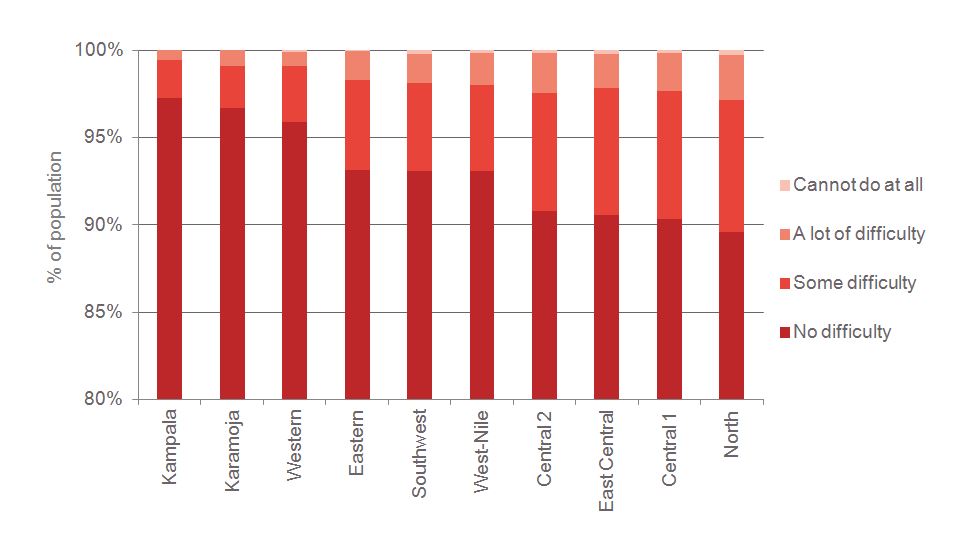 100%
95%
90%
85%
80%
% of population
Kampala
Karamoja
Western
Eastern
Southwest
West-Nile
Central 2
East Central
Central 1
North
Cannot do at all
A lot of difficulty
Some difficulty
No difficulty